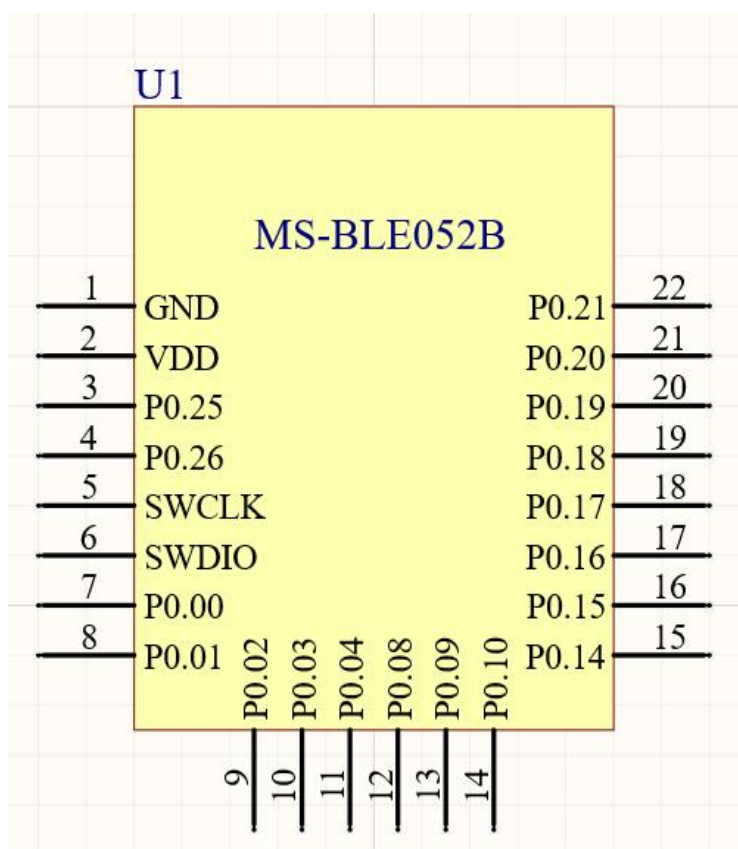 U1
MS-BLE052B
1 GND P0.21 22
2 VDD P0.20 21
3 P0.25 P0.19 20
4 P0.26 P0.18 19
5 SWCLK P0.17 18
6 SWDIO P0.16 17
7 P0.00 P0.15 16
8 P0.01 P0.14 15
P0.02 P0.03 P0.04 P0.08 P0.09 P0.10
9 10 11 12 13 14